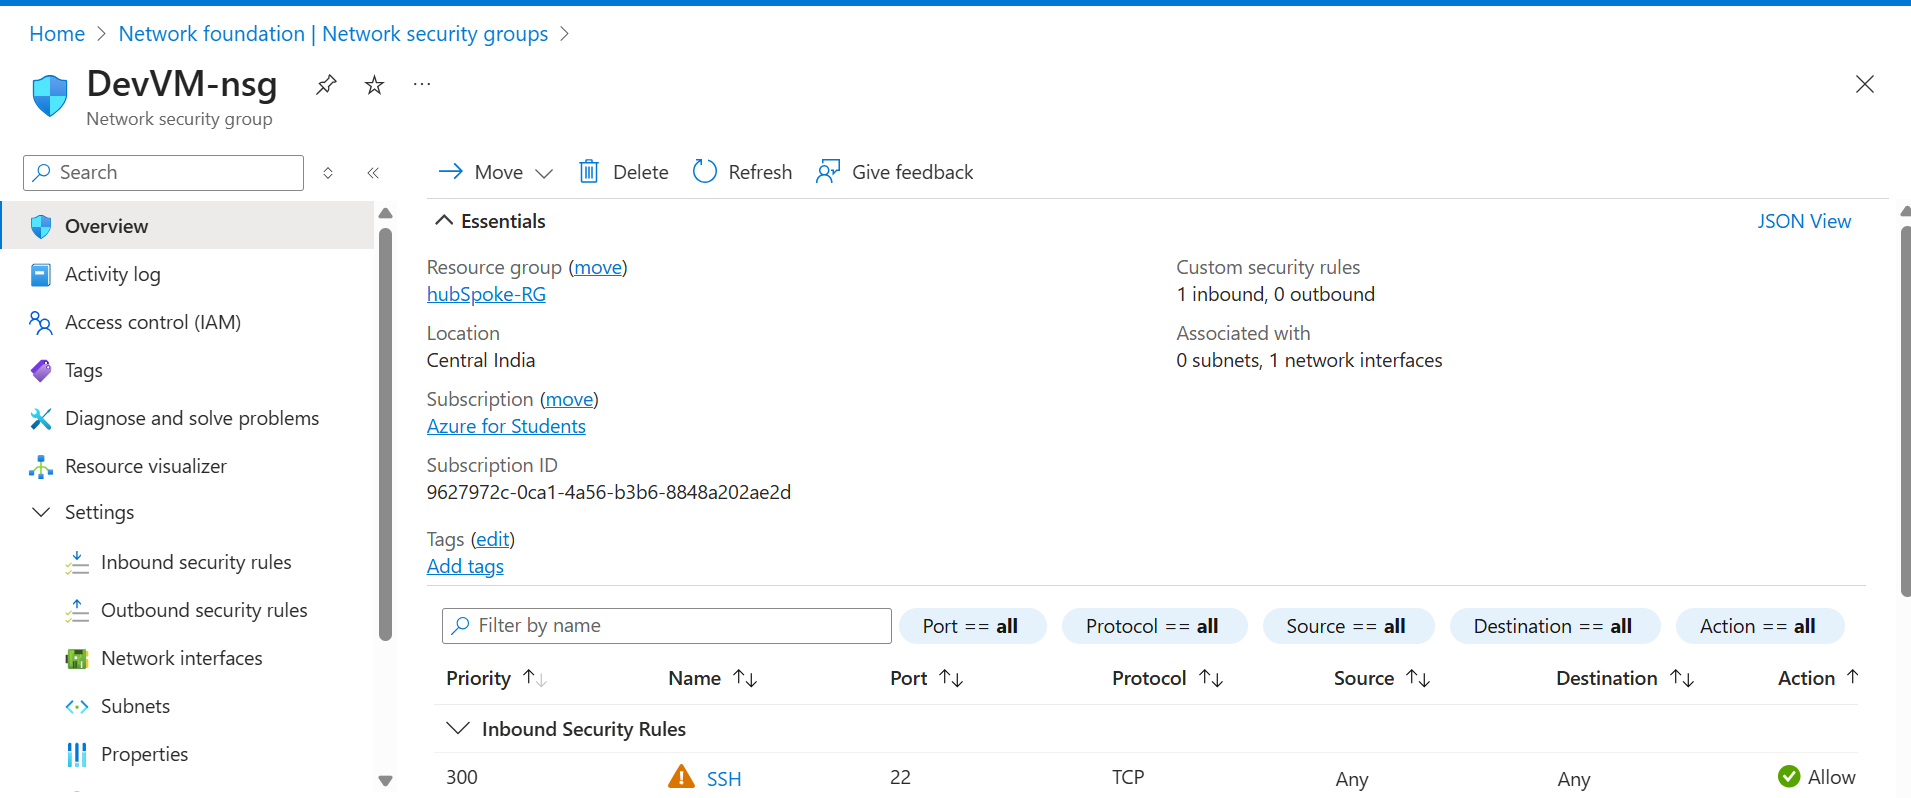 Home > Network foundation | Network security groups >
DevVM-nsg
Network security group
Search
Move
Delete
Refresh
Give feedback
Overview
Activity log
Access control (IAM)
Tags
Diagnose and solve problems
Resource visualizer
Settings
Inbound security rules
Outbound security rules
Network interfaces
Subnets
Properties
Essentials
JSON View
Resource group (move)
hubSpoke-RG
Location
Central India
Subscription (move)
Azure for Students
Subscription ID
9627972c-0ca1-4a56-b3b6-8848a202ae2d
Tags (edit)
Add tags
Custom security rules
1 inbound, 0 outbound
Associated with
0 subnets, 1 network interfaces
Filter by name
Port == all
Protocol == all
Source == all
Destination == all
Action == all
Priority ↑↓ Name ↑↓ Port ↑↓ Protocol ↑↓ Source ↑↓ Destination ↑↓ Action ↑
Inbound Security Rules
300 SSH 22 TCP Any Any Allow